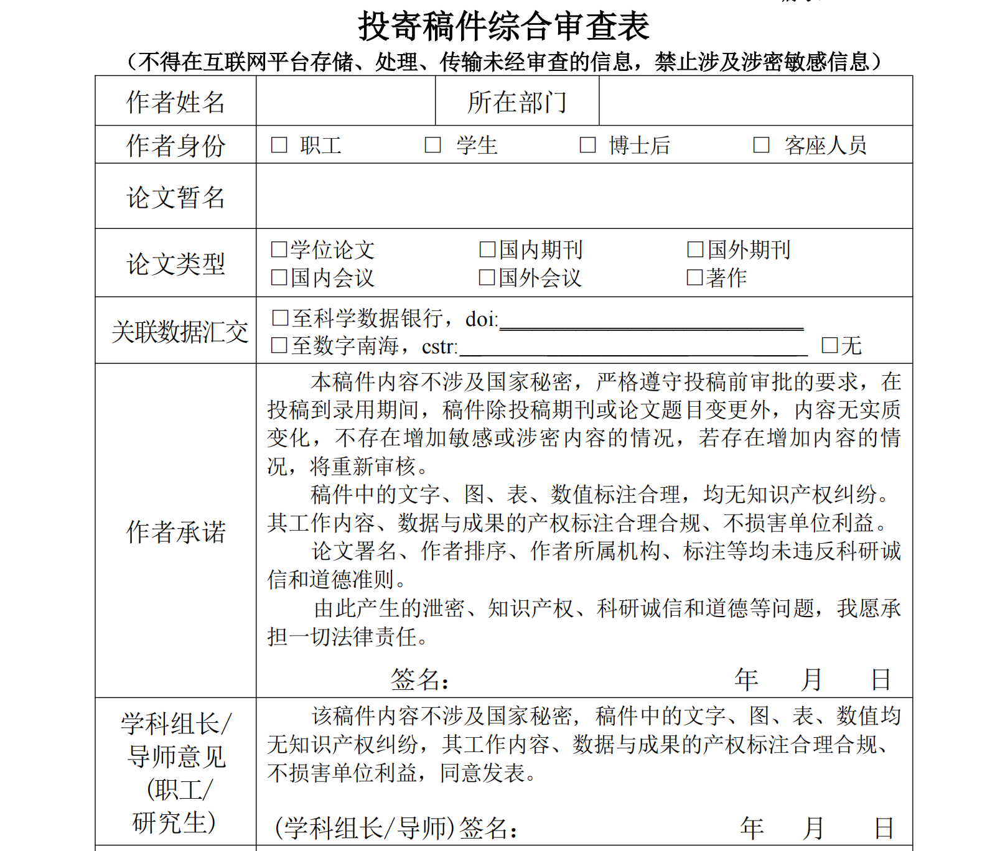 投寄稿件综合审查表
（不得在互联网平台存储、处理、传输未经审查的信息，禁止涉及涉密敏感信息）
作者姓名 所在部门
作者身份 □ 职工 □ 学生 □ 博士后 □ 客座人员
论文暂名
论文类型
□学位论文 □国内期刊 □国外期刊
□国内会议 □国外会议 □著作
关联数据汇交
□至科学数据银行，doi:
□至数字南海，cstr: □无
作者承诺
本稿件内容不涉及国家秘密，严格遵守投稿前审批的要求，在
投稿到录用期间，稿件除投稿期刊或论文题目变更外，内容无实质
变化，不存在增加敏感或涉密内容的情况，若存在增加内容的情
况，将重新审核。
稿件中的文字、图、表、数值标注合理，均无知识产权纠纷。
其工作内容、数据与成果的产权标注合理合规、不损害单位利益。
论文署名、作者排序、作者所属机构、标注等均未违反科研诚
信和道德准则。
由此产生的泄密、知识产权、科研诚信和道德等问题，我愿承
担一切法律责任。
签名： 年 月 日
学科组长/
导师意见
(职工/
研究生)
该稿件内容不涉及国家秘密, 稿件中的文字、图、表、数值均
无知识产权纠纷，其工作内容、数据与成果的产权标注合理合规、
不损害单位利益，同意发表。
(学科组长/导师)签名： 年 月 日